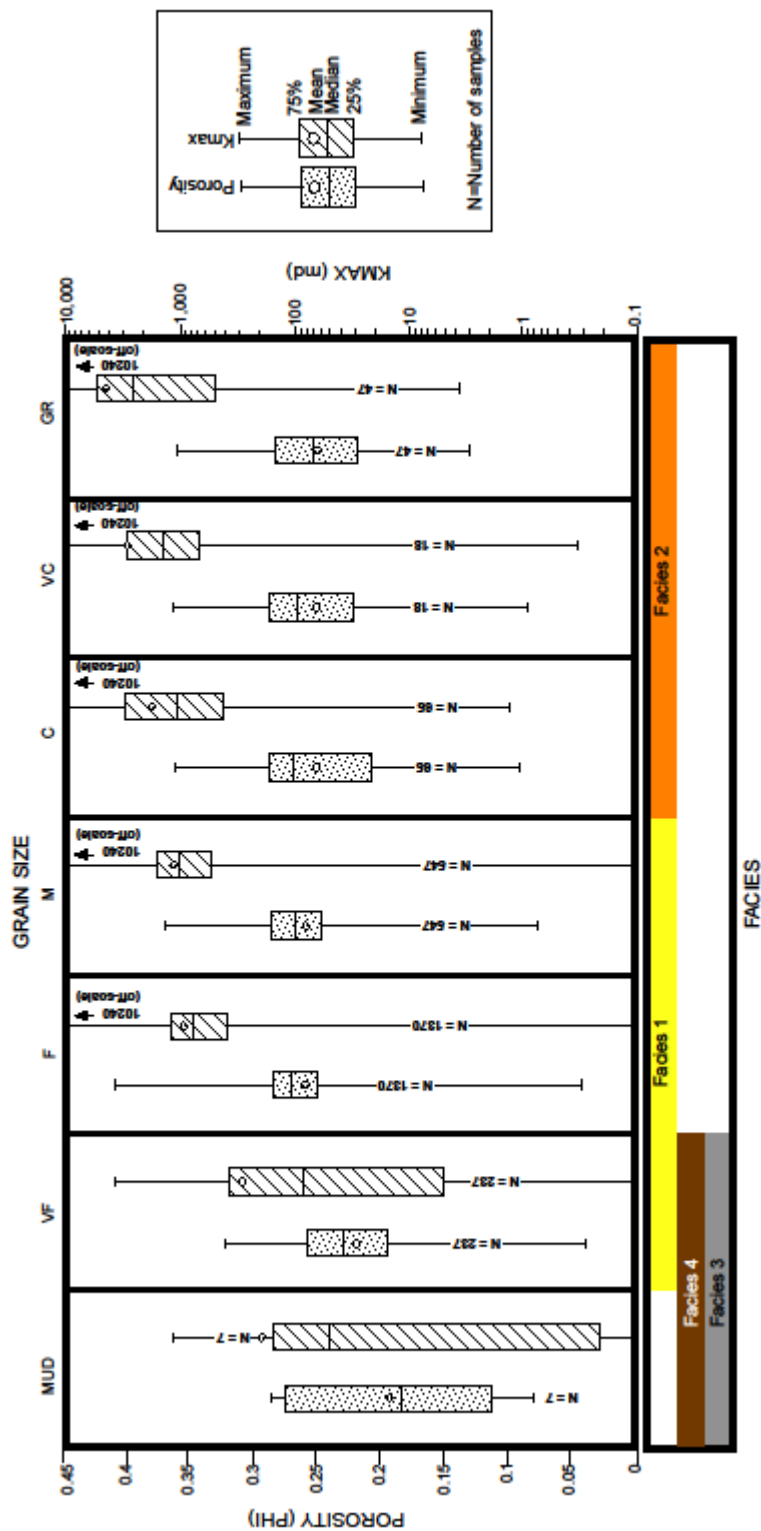 GRAIN SIZE
MUD
VF
F
M
C
VC
GR
POROSITY (PHI)
0.45
0.4
0.35
0.3
0.25
0.2
0.15
0.1
0.05
0
KMAX (md)
10,000
1,000
100
10
1
0.1
N = 7
N = 7
N = 237
N = 237
N = 1370
N = 1370
10240
(off-scale)
N = 547
N = 547
10240
(off-scale)
N = 65
N = 65
10240
(off-scale)
N = 18
N = 18
10240
(off-scale)
N = 47
N = 47
10240
(off-scale)
Facies 1
Facies 2
Facies 4
Facies 3
FACIES
Porosity
Kmax
Maximum
75%
Mean
Median
25%
Minimum
N=Number of samples